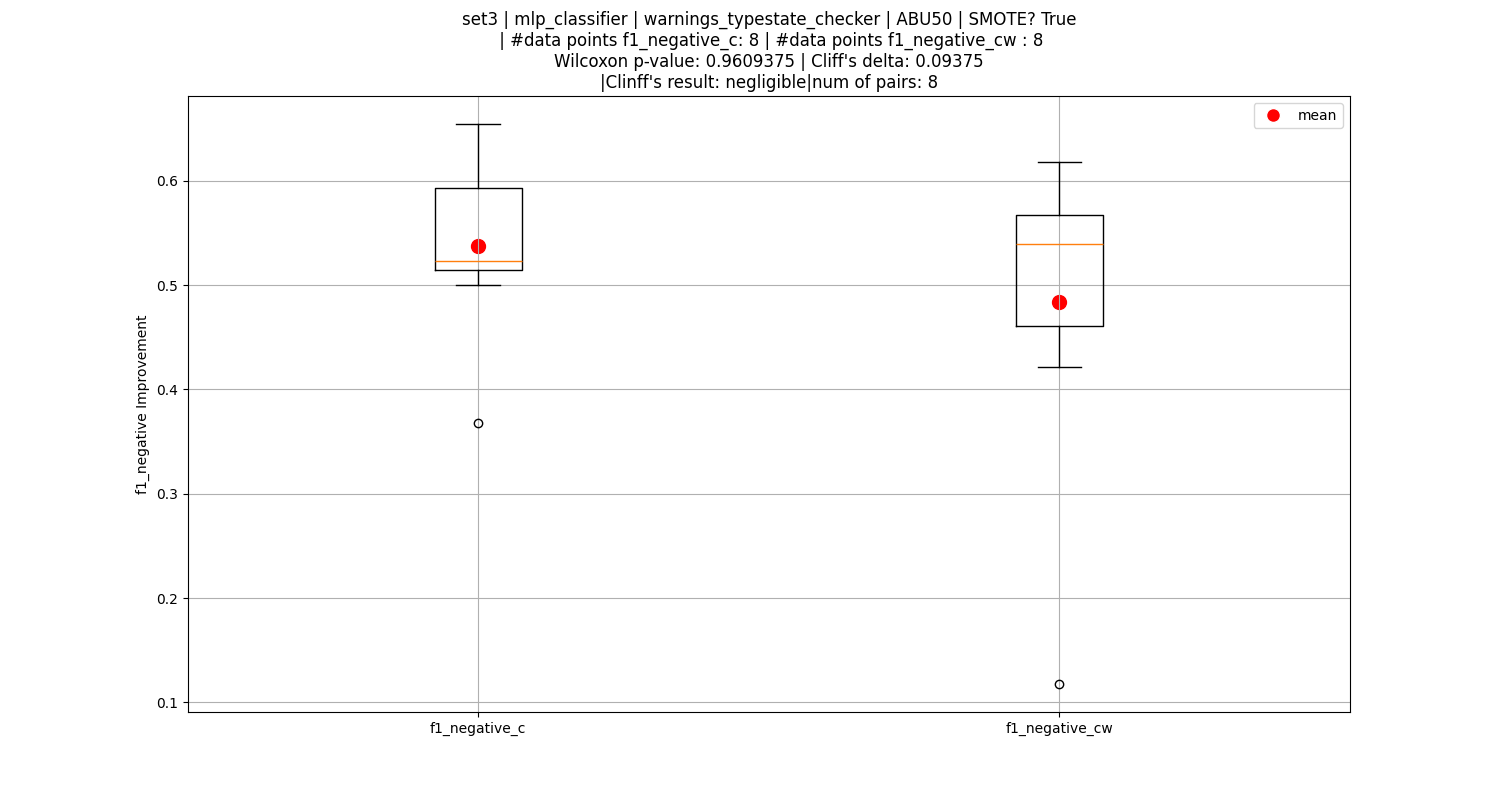 set3 | mlp_classifier | warnings_typestate_checker | ABU50 | SMOTE? True
| #data points f1_negative_c: 8 | #data points f1_negative_cw : 8
Wilcoxon p-value: 0.9609375 | Cliff's delta: 0.09375
|Clinff's result: negligible|num of pairs: 8
mean
0.6
0.5
0.4
0.3
0.2
0.1
f1_negative Improvement
f1_negative_c
f1_negative_cw